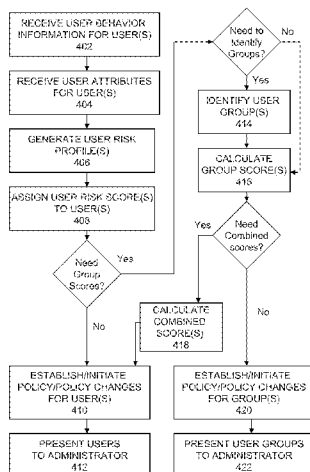 RECEIVE USER BEHAVIOR
INFORMATION FOR USER(S)
402
RECEIVE USER ATTRIBUTES
FOR USER(S)
404
GENERATE USER RISK
PROFILE(S)
406
ASSIGN USER RISK SCORE(S)
TO USER(S)
408
Need
Group
Scores?
Yes
No
ESTABLISH/INITIATE
POLICY/POLICY CHANGES
FOR USER(S)
410
PRESENT USERS
TO ADMINISTRATOR
412
Need to
Identify
Groups?
No
Yes
IDENTIFY USER
GROUP(S)
414
CALCULATE
GROUP SCORE(S)
416
Need
Combined
scores?
Yes
No
CALCULATE
COMBINED
SCORE(S)
418
ESTABLISH/INITIATE
POLICY/POLICY CHANGES
FOR GROUP(S)
420
PRESENT USER GROUPS
TO ADMINISTRATOR
422